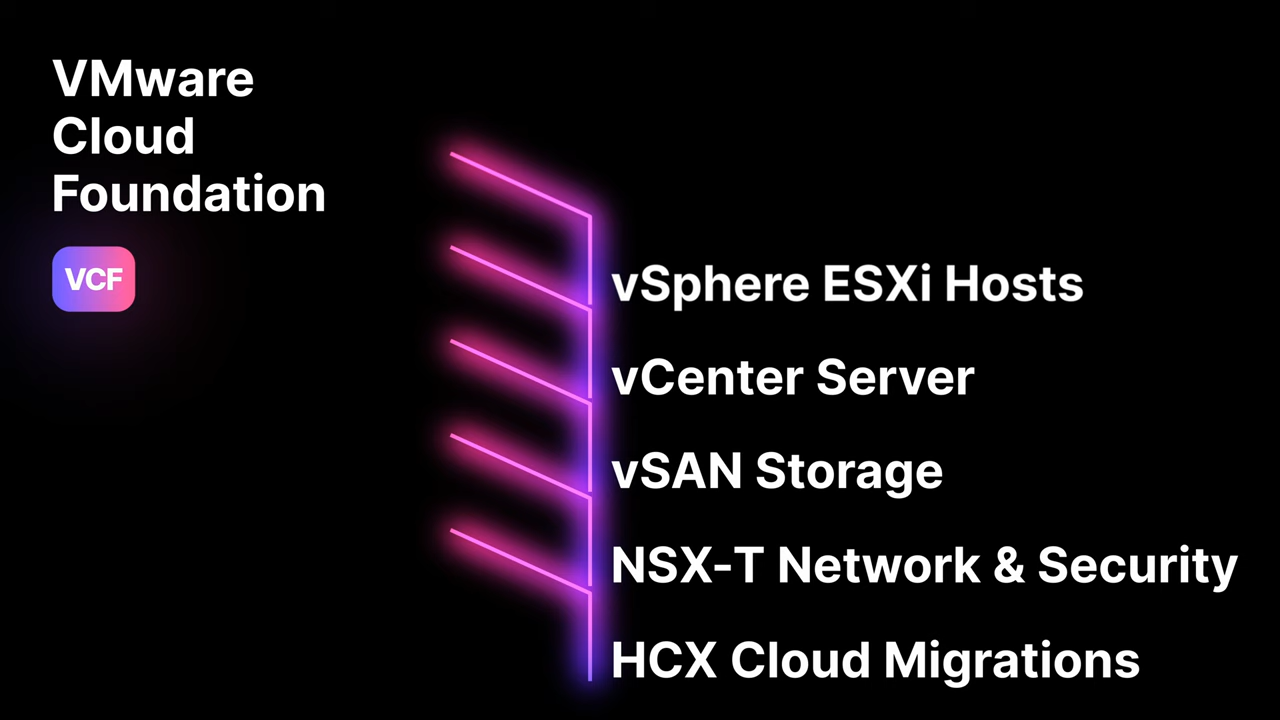 VMware
Cloud
Foundation
VCF
vSphere ESXi Hosts
vCenter Server
vSAN Storage
NSX-T Network & Security
HCX Cloud Migrations